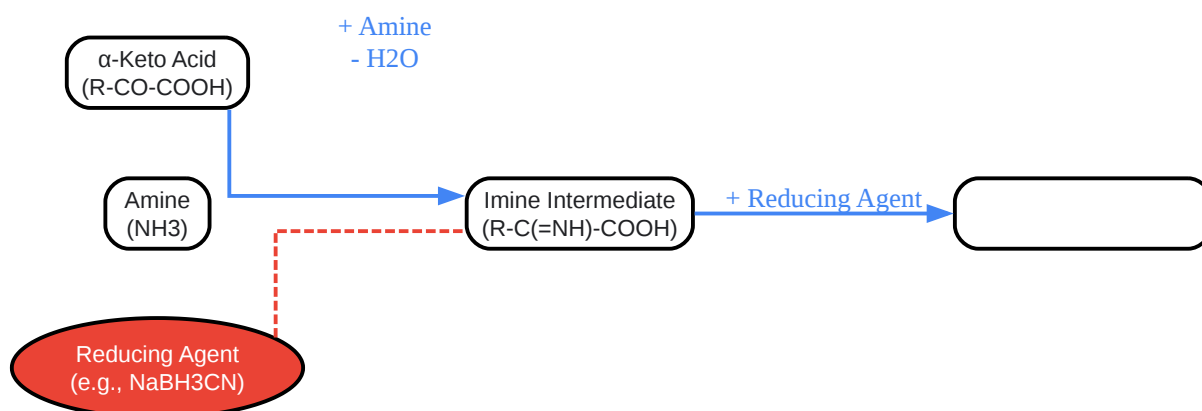 + Amine
- H2O
α-Keto Acid
(R-CO-COOH)
Amine
(NH3)
Imine Intermediate
(R-C(=NH)-COOH)
+ Reducing Agent
Reducing Agent
(e.g., NaBH3CN)